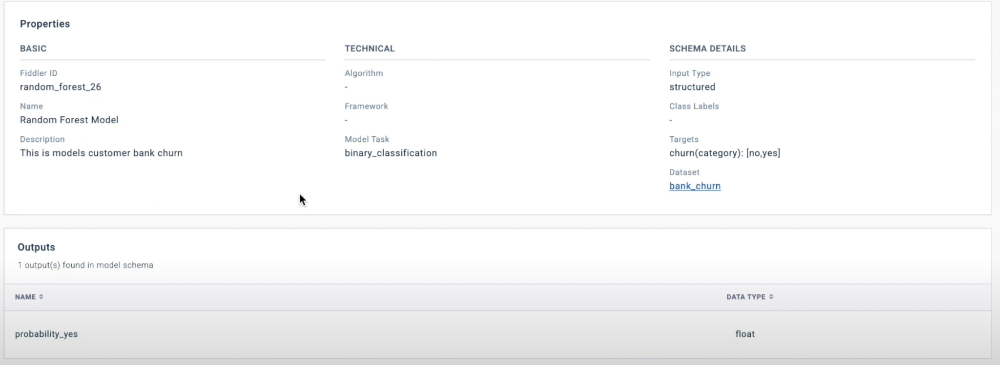 Properties
BASIC
Fiddler ID
random_forest_26
Name
Random Forest Model
Description
This is models customer bank churn
TECHNICAL
Algorithm
-
Framework
-
Model Task
binary_classification
SCHEMA DETAILS
Input Type
structured
Class Labels
-
Targets
churn(category): [no,yes]
Dataset
bank_churn
Outputs
1 output(s) found in model schema
NAME
DATA TYPE
probability_yes
float